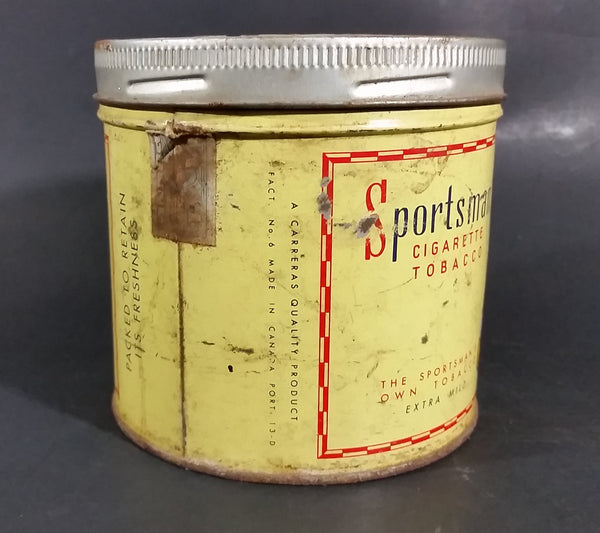 PACKED TO RETAIN
ITS FRESHNESS
A CARRERAS QUALITY PRODUCT
FACT. No. 6 MADE IN CANADA PORT. 13-D
Sportsman
CIGARETTE
TOBACCO
THE SPORTSMAN
OWN TOBACCO
EXTRA MILD